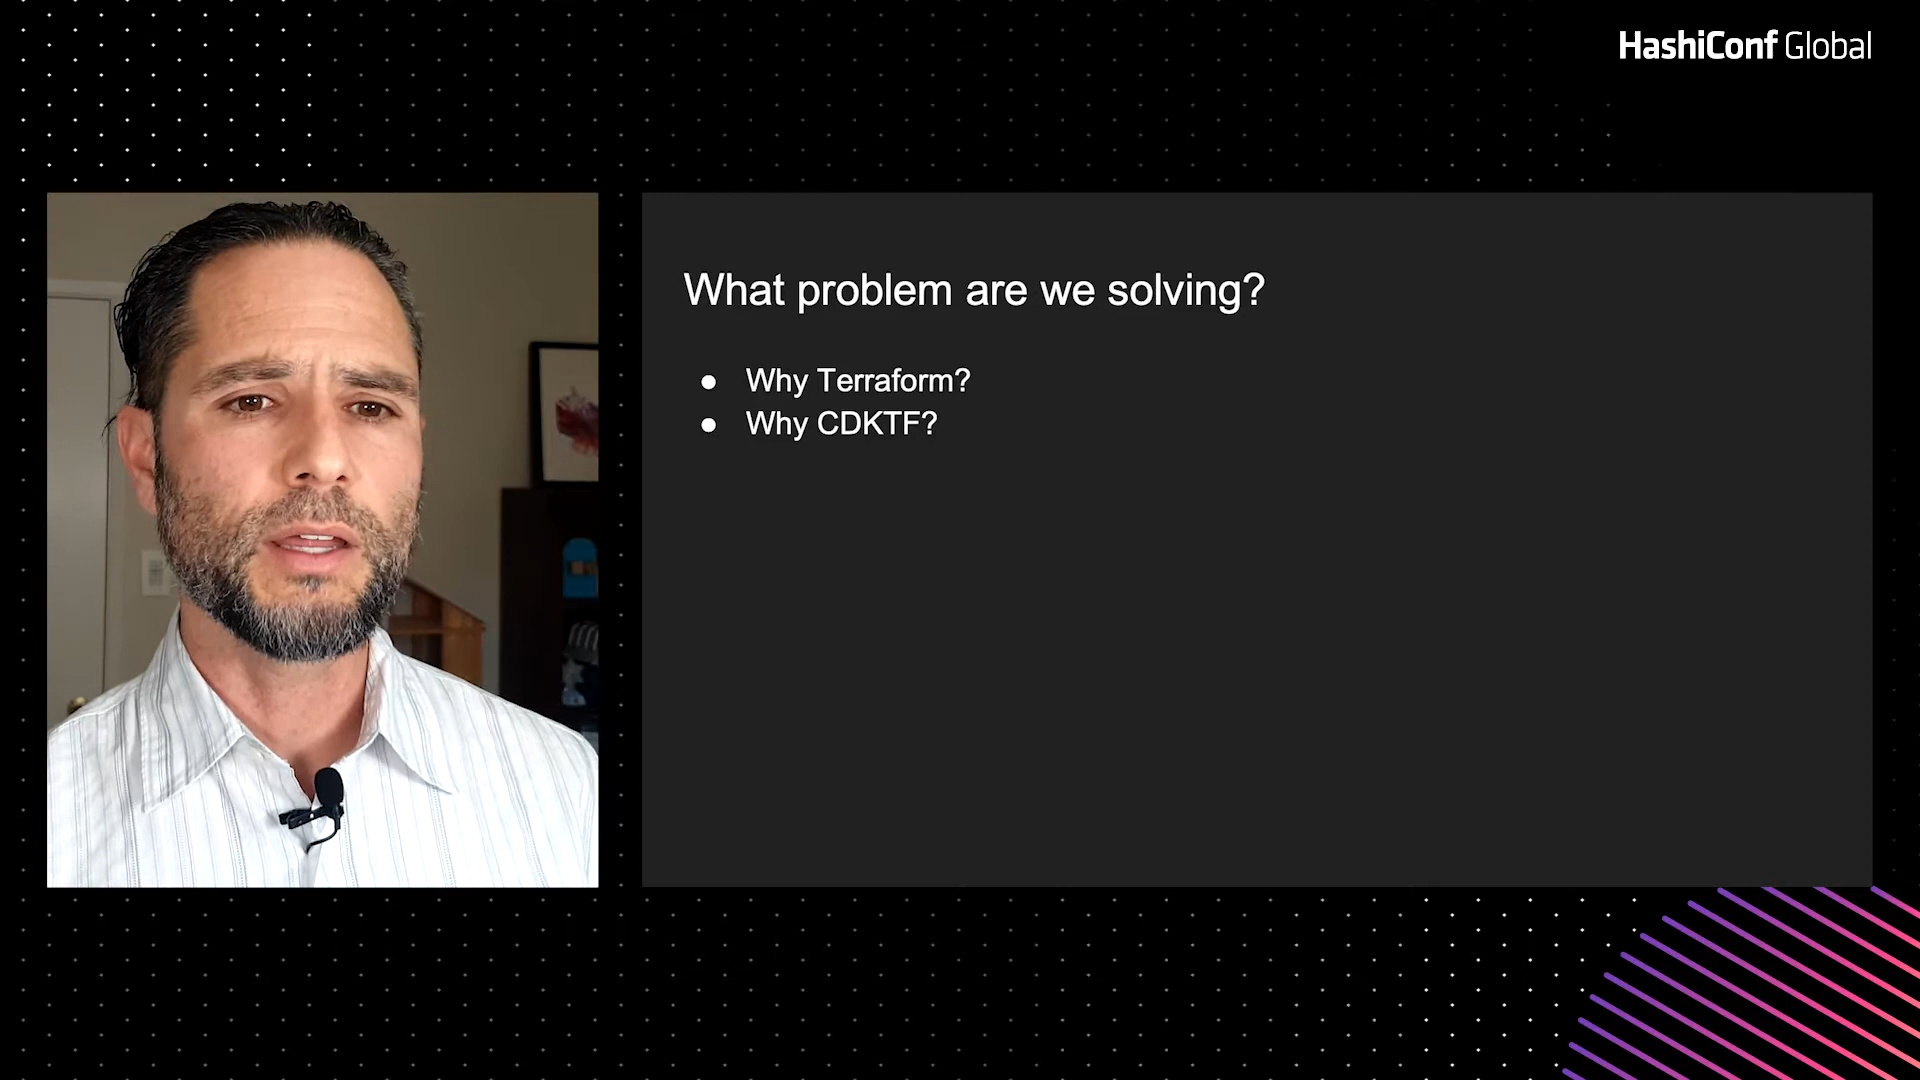 HashiConf Global
What problem are we solving?
● Why Terraform?
● Why CDKTF?